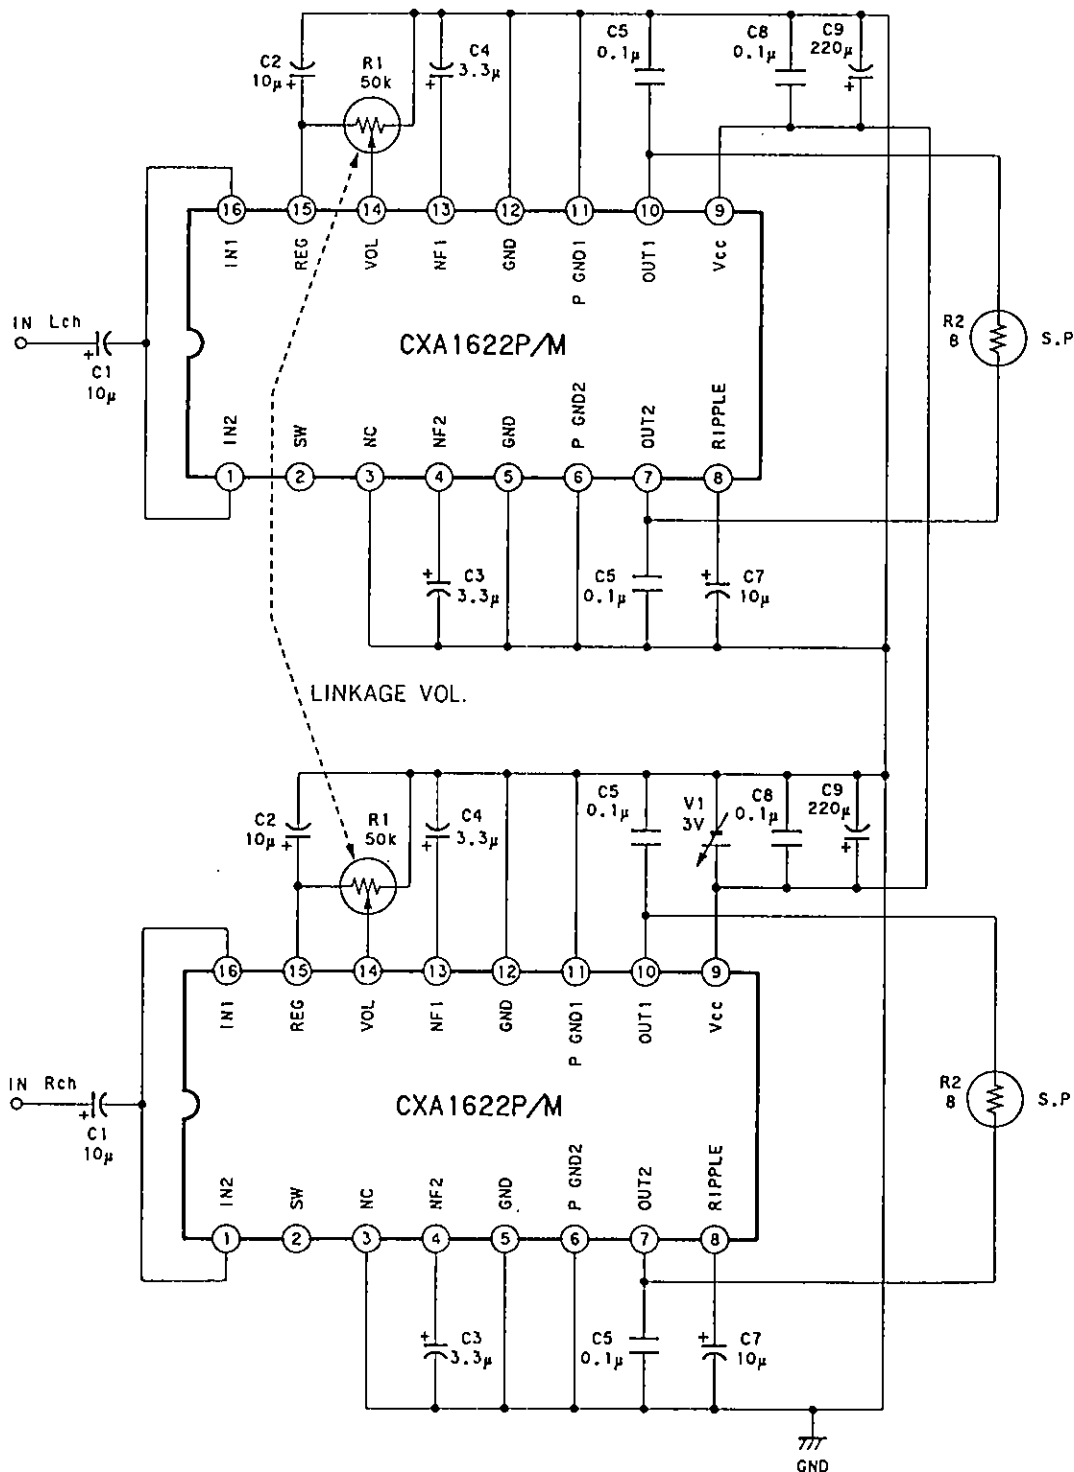 C5
0.1μ
C8
0.1μ
C9
220μ
C2
10μ
+
R1
50k
C4
3.3μ
+
+
16
15
14
13
12
11
10
9
IN1
REG
VOL
NF1
GND
P GND1
OUT1
Vcc
IN Lch
+
C1
10μ
CXA1622P/M
R2
8
S.P
IN2
SW
NC
NF2
GND
P GND2
OUT2
RIPPLE
1
2
3
4
5
6
7
8
+
C3
3.3μ
C5
0.1μ
+
C7
10μ
LINKAGE VOL.
C2
10μ
+
R1
50k
C4
3.3μ
+
C5
0.1μ
V1
3V
C8
0.1μ
C9
220μ
+
16
15
14
13
12
11
10
9
IN1
REG
VOL
NF1
GND
P GND1
OUT1
Vcc
IN Rch
+
C1
10μ
CXA1622P/M
R2
8
S.P
IN2
SW
NC
NF2
GND
P GND2
OUT2
RIPPLE
1
2
3
4
5
6
7
8
+
C3
3.3μ
C5
0.1μ
+
C7
10μ
GND